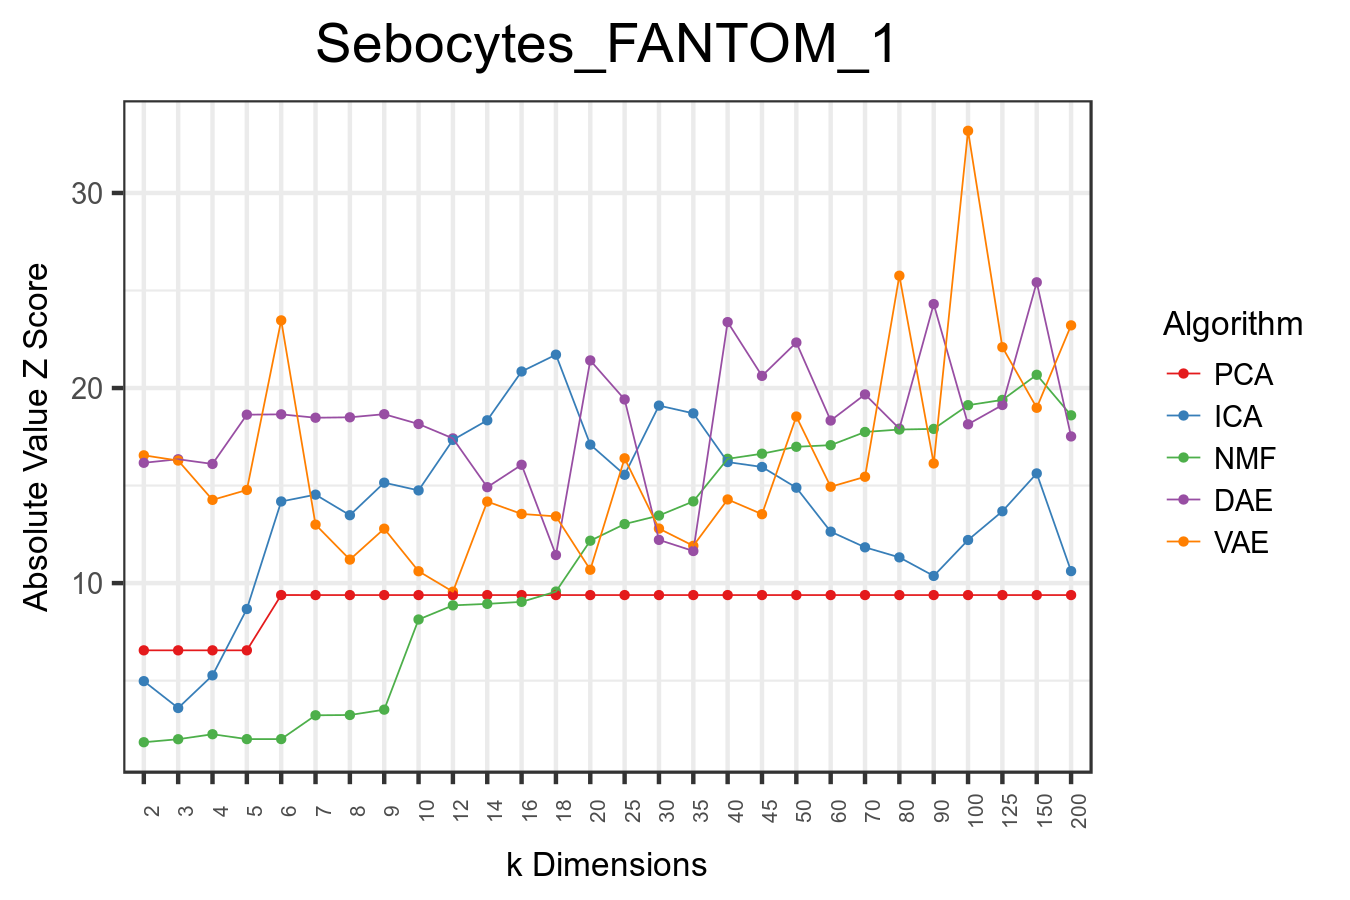 Sebocytes_FANTOM_1
Absolute Value Z Score
30
20
10
2 3 4 5 6 7 8 9 10 12 14 16 18 20 25 30 35 40 45 50 60 70 80 90 100 125 150 200
k Dimensions
Algorithm
PCA
ICA
NMF
DAE
VAE